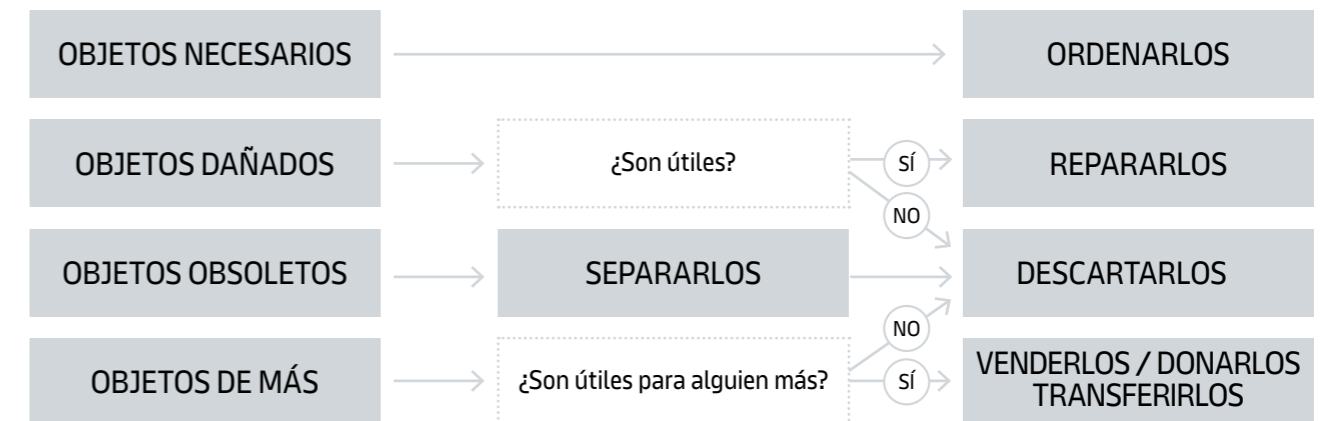 OBJETOS NECESARIOS
ORDENARLOS
OBJETOS DAÑADOS
¿Son útiles?
SÍ
REPARARLOS
NO
OBJETOS OBSOLETOS
SEPARARLOS
DESCARTARLOS
NO
OBJETOS DE MÁS
¿Son útiles para alguien más?
SÍ
VENDERLOS / DONARLOS
TRANSFERIRLOS